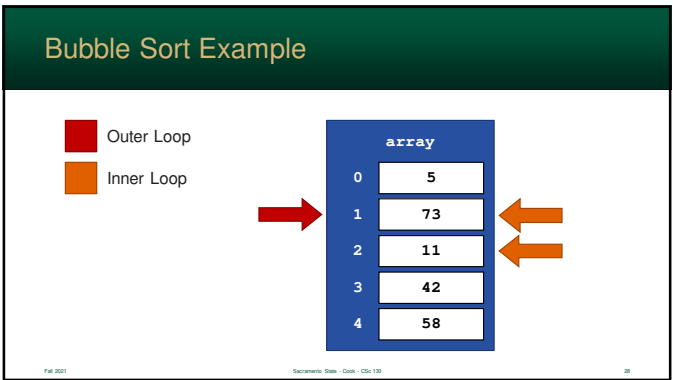 Bubble Sort Example
Outer Loop
Inner Loop
array
0 5
1 73
2 11
3 42
4 58
Fall 2021 Sacramento State - Cook - CSc 130 28